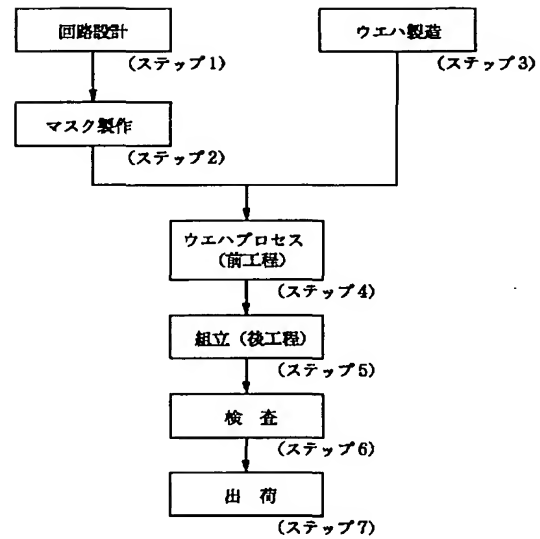 回路設計
(ステップ1)
ウエハ製造
(ステップ3)
マスク製作
(ステップ2)
ウエハプロセス
(前工程)
(ステップ4)
組立(後工程)
(ステップ5)
検 査
(ステップ6)
出 荷
(ステップ7)